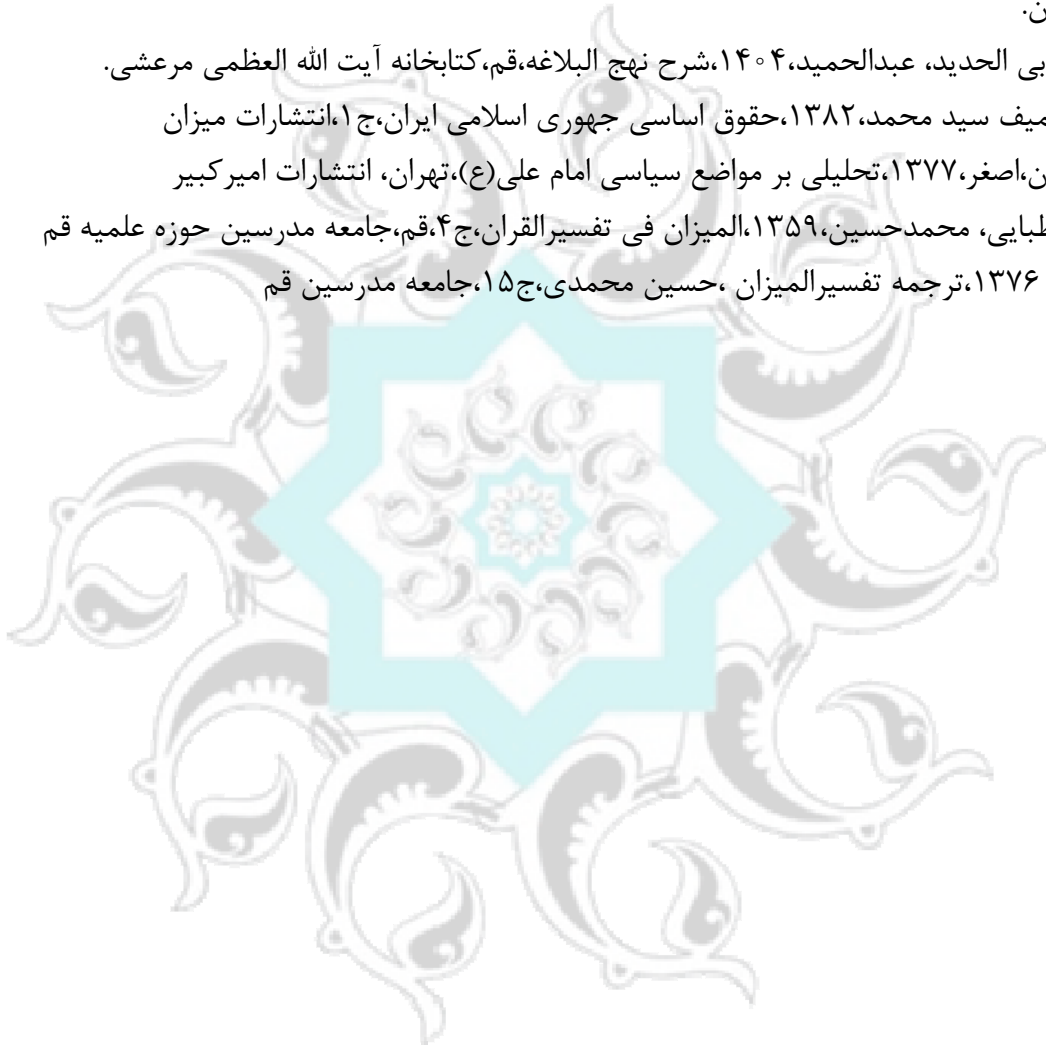 ن.
بی الحدید، عبدالحمید،۱۴۰۴،شرح نهج البلاغه،قم،کتابخانه آیت الله العظمی مرعشی.
سید محمد،۱۳۸۲،حقوق اساسی جهوری اسلامی ایران،ج۱،انتشارات میزان
ن،اصغر،۱۳۷۷،تحلیلی بر مواضع سیاسی امام علی(ع)،تهران، انتشارات امیرکبیر
محمدحسین،۱۳۵۹،المیزان فی تفسیرالقران،ج۴،قم،جامعه مدرسین حوزه علمیه قم
۱۳۷۶،ترجمه تفسیرالمیزان ،حسین محمدی،ج۱۵،جامعه مدرسین قم